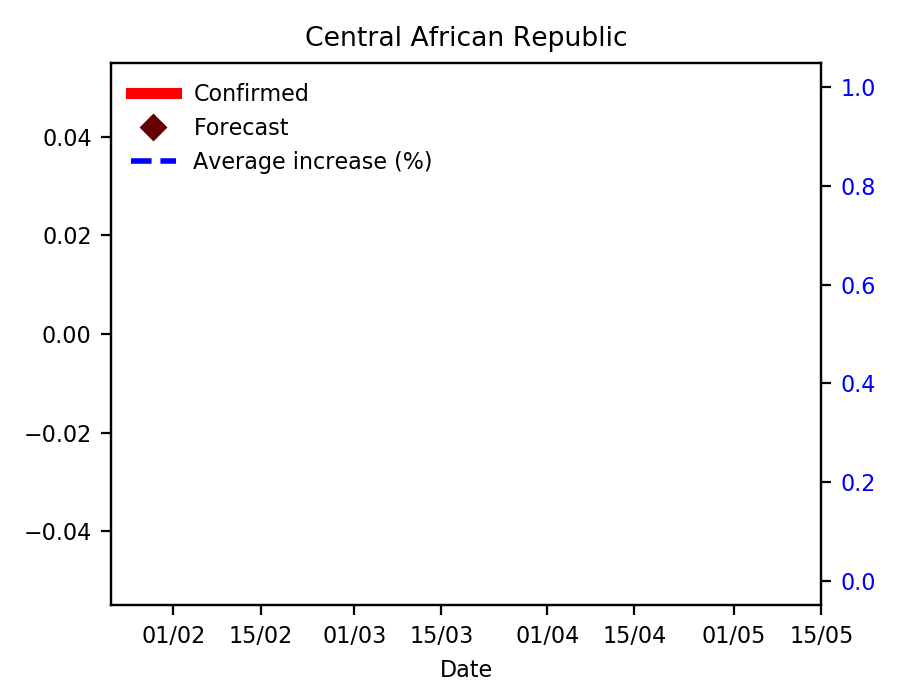 Central African Republic
Confirmed
Forecast
Average increase (%)
0.04
0.02
0.00
−0.02
−0.04
1.0
0.8
0.6
0.4
0.2
0.0
01/02 15/02 01/03 15/03 01/04 15/04 01/05 15/05
Date